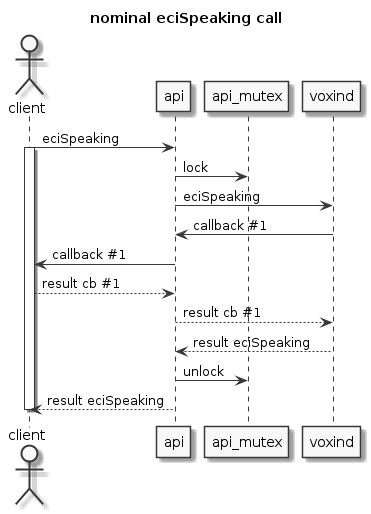 nominal eciSpeaking call
client
api
api_mutex
voxind
eciSpeaking
lock
eciSpeaking
callback #1
callback #1
result cb #1
result cb #1
result eciSpeaking
unlock
result eciSpeaking
client
api
api_mutex
voxind